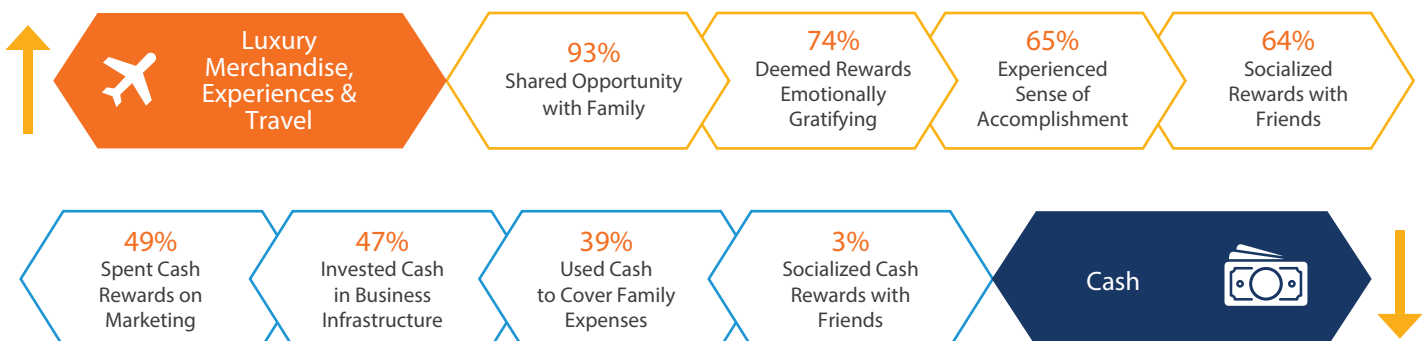 Luxury
Merchandise,
Experiences &
Travel
93%
Shared Opportunity
with Family
74%
Deemed Rewards
Emotionally
Gratifying
65%
Experienced
Sense of
Accomplishment
64%
Socialized
Rewards with
Friends
49%
Spent Cash
Rewards on
Marketing
47%
Invested Cash
in Business
Infrastructure
39%
Used Cash
to Cover Family
Expenses
3%
Socialized Cash
Rewards with
Friends
Cash